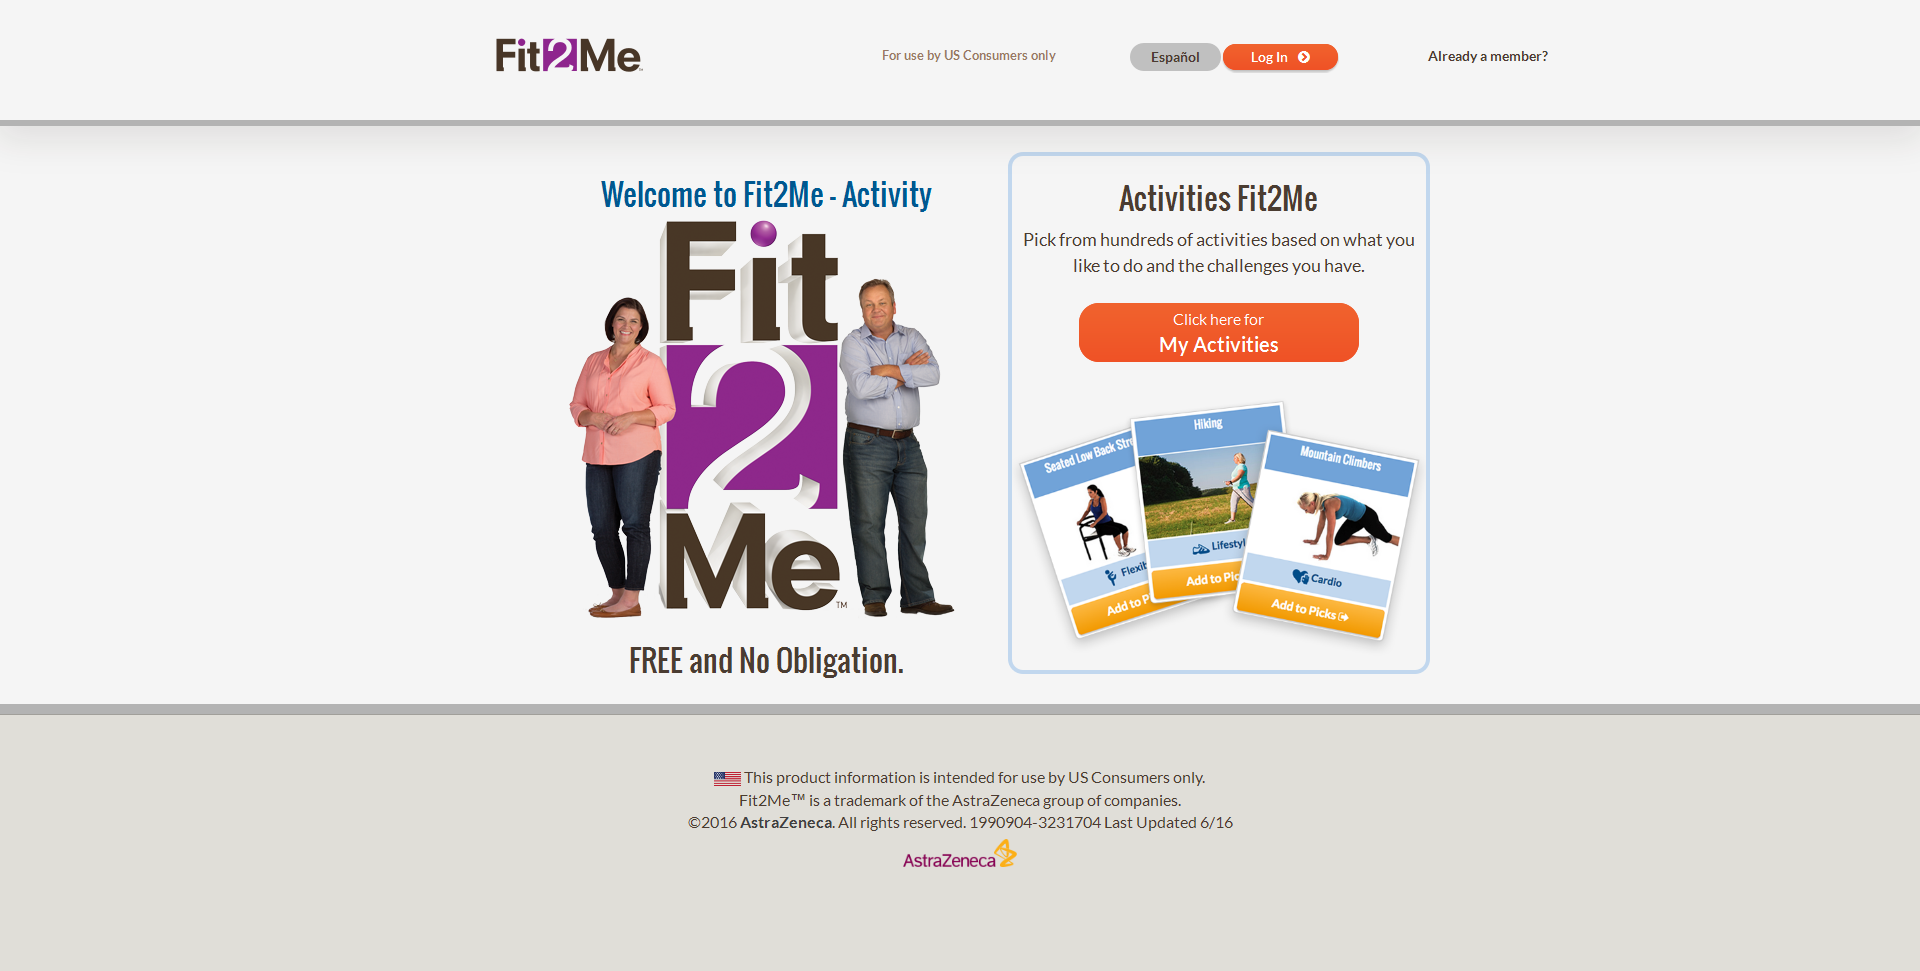 Fit2Me
For use by US Consumers only
Español
Log In
Already a member?
Welcome to Fit2Me - Activity
Fit
2
Me™
FREE and No Obligation.
Activities Fit2Me
Pick from hundreds of activities based on what you
like to do and the challenges you have.
Click here for
My Activities
Seated Low Back Str
Flexib
Add to P
Hiking
Lifestyl
Add to Pic
Mountain Climbers
Cardio
Add to Picks
This product information is intended for use by US Consumers only.
Fit2Me™ is a trademark of the AstraZeneca group of companies.
©2016 AstraZeneca. All rights reserved. 1990904-3231704 Last Updated 6/16
AstraZeneca